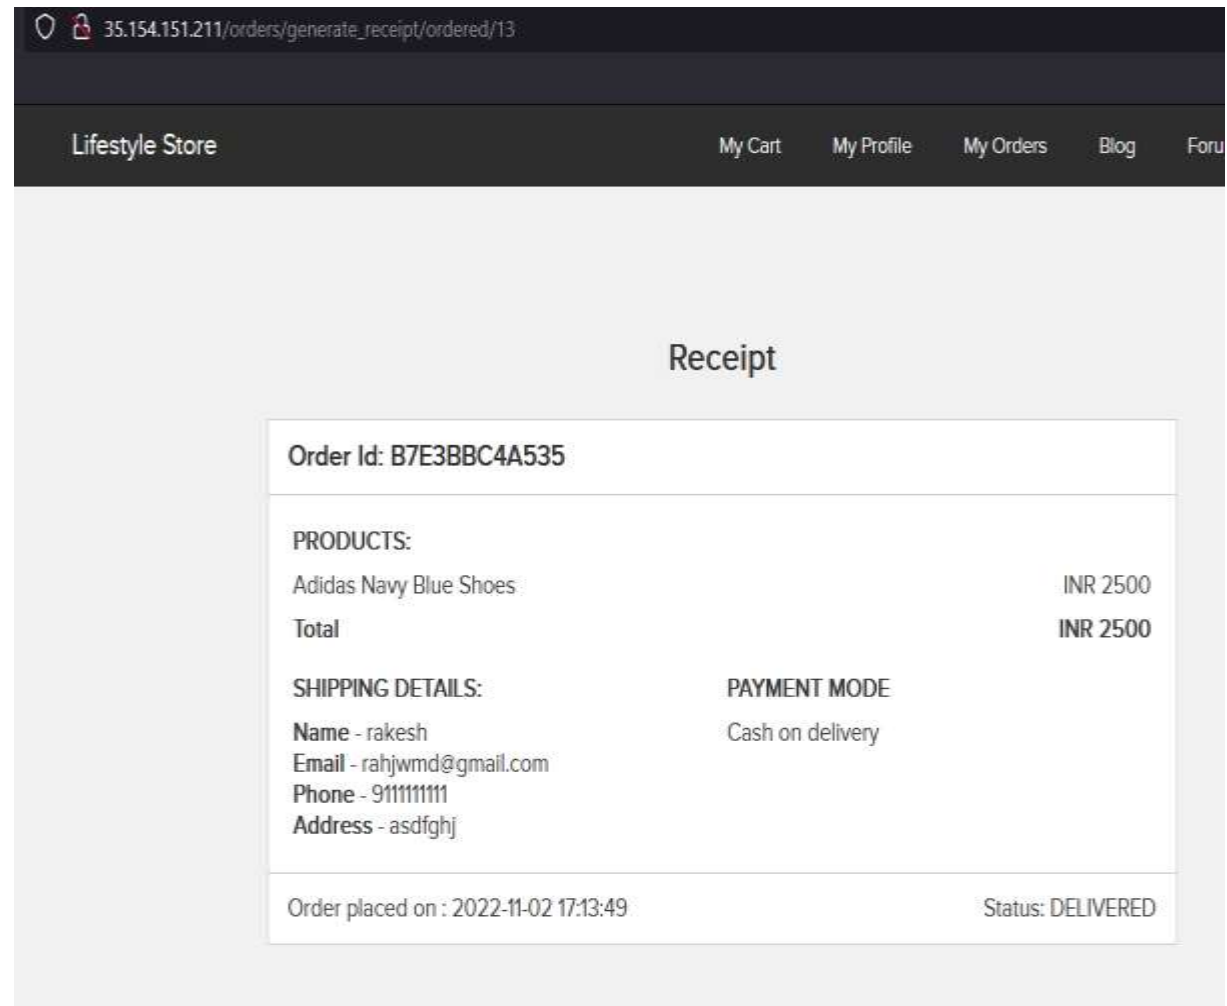 35.154.151.211/orders/generate_receipt/ordered/13
Lifestyle Store My Cart My Profile My Orders Blog Foru
Receipt
Order Id: B7E3BBC4A535
PRODUCTS:
Adidas Navy Blue Shoes INR 2500
Total INR 2500
SHIPPING DETAILS: PAYMENT MODE
Name - rakesh Cash on delivery
Email - rahjwmd@gmail.com
Phone - 9111111111
Address - asdfghj
Order placed on : 2022-11-02 17:13:49 Status: DELIVERED